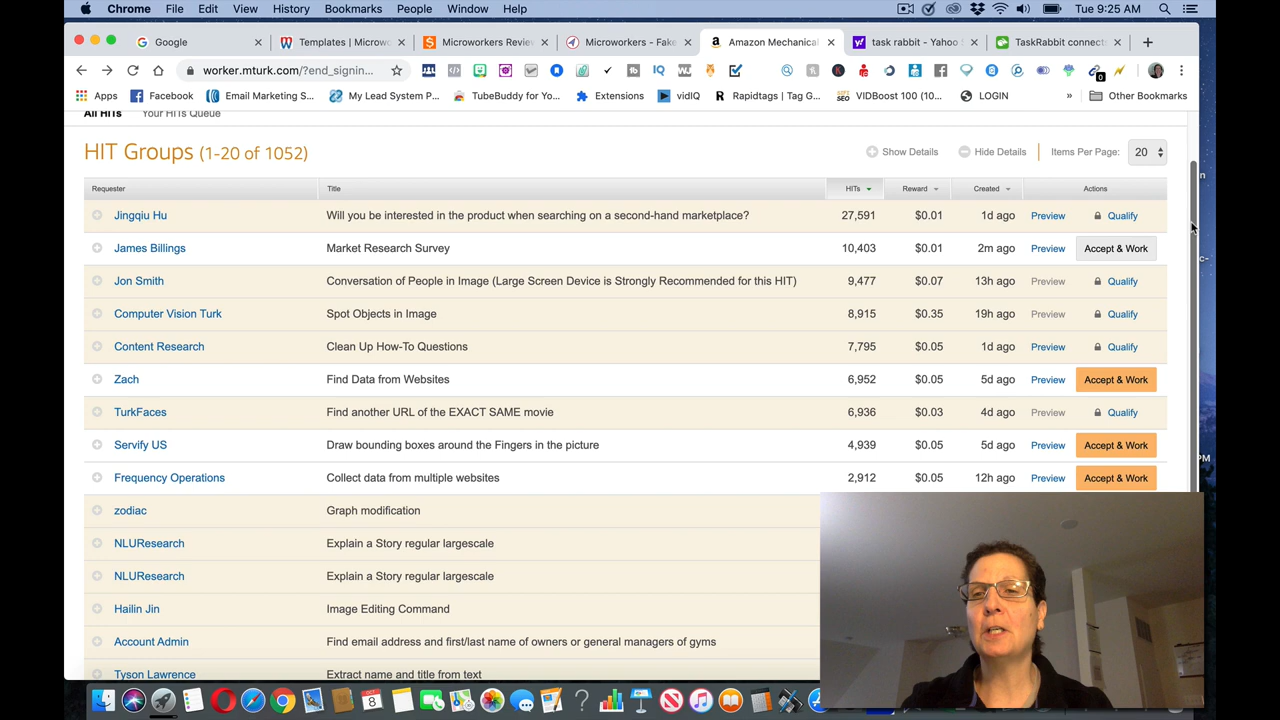 Chrome File Edit View History Bookmarks People Window Help Tue 9:25 AM
Google Templates | Microw Microworkers Revie Microworkers - Fake Amazon Mechanical task rabbit - Yahoo TaskRabbit connects
worker.mturk.com/?end_signin...
Apps Facebook Email Marketing S... My Lead System P... TubeBuddy for Yo... Extensions vidIQ Rapidtags | Tag G... VIDBoost 100 (10... LOGIN » Other Bookmarks
All HITs Your HITs Queue
HIT Groups (1-20 of 1052) Show Details Hide Details Items Per Page: 20
Requester Title HITs Reward Created Actions
Jingqiu Hu Will you be interested in the product when searching on a second-hand marketplace? 27,591 $0.01 1d ago Preview Qualify
James Billings Market Research Survey 10,403 $0.01 2m ago Preview Accept & Work
Jon Smith Conversation of People in Image (Large Screen Device is Strongly Recommended for this HIT) 9,477 $0.07 13h ago Preview Qualify
Computer Vision Turk Spot Objects in Image 8,915 $0.35 19h ago Preview Qualify
Content Research Clean Up How-To Questions 7,795 $0.05 1d ago Preview Qualify
Zach Find Data from Websites 6,952 $0.05 5d ago Preview Accept & Work
TurkFaces Find another URL of the EXACT SAME movie 6,936 $0.03 4d ago Preview Qualify
Servify US Draw bounding boxes around the Fingers in the picture 4,939 $0.05 5d ago Preview Accept & Work
Frequency Operations Collect data from multiple websites 2,912 $0.05 12h ago Preview Accept & Work
zodiac Graph modification
NLUResearch Explain a Story regular largescale
NLUResearch Explain a Story regular largescale
Hailin Jin Image Editing Command
Account Admin Find email address and first/last name of owners or general managers of gyms
Tyson Lawrence Extract name and title from text